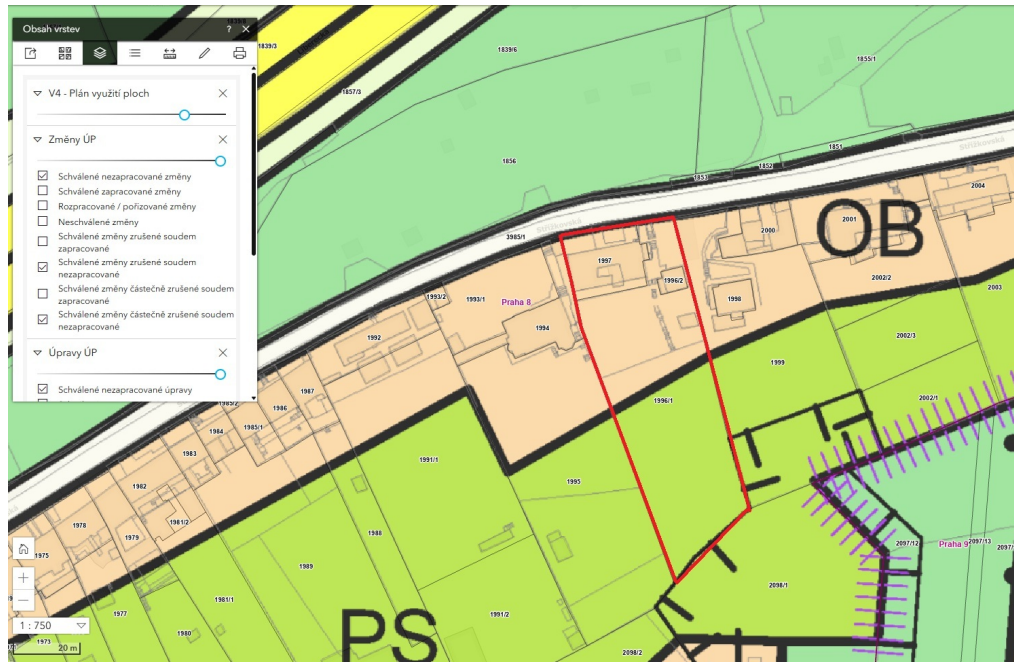 Obsah vrstev
? ×
V4 - Plán využití ploch
Změny ÚP
Schválené nezapracované změny
Schválené zapracované změny
Rozpracované / pořizované změny
Neschválené změny
Schválené změny zrušené soudem
zapracované
Schválené změny zrušené soudem
nezapracované
Schválené změny částečně zrušené soudem
zapracované
Schválené změny částečně zrušené soudem
nezapracované
Úpravy ÚP
Schválené nezapracované úpravy
1 : 750
20 m
1839/3
1839/6
1855/1
1857/3
1856
1851
1852
1853
Střížkovská
Střížkovská
3985/1
2004
2001
OB
2000
1997
1996/2
1998
2002/2
2003
1993/2
1993/1
Praha 8
1994
1992
2002/3
1999
1987
1986
1985/2
1985/1
1984
1983
1996/1
2002/1
1991/1
1995
1982
1981/2
1978
1979
1975
1988
1989
2097/12
Praha 9
2097/13
2098/1
1981/1
1977
1980
1991/2
PS
1973
2098/2